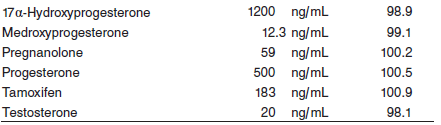 17α-Hydroxyprogesterone 1200 ng/mL 98.9
Medroxyprogesterone 12.3 ng/mL 99.1
Pregnanolone 59 ng/mL 100.2
Progesterone 500 ng/mL 100.5
Tamoxifen 183 ng/mL 100.9
Testosterone 20 ng/mL 98.1